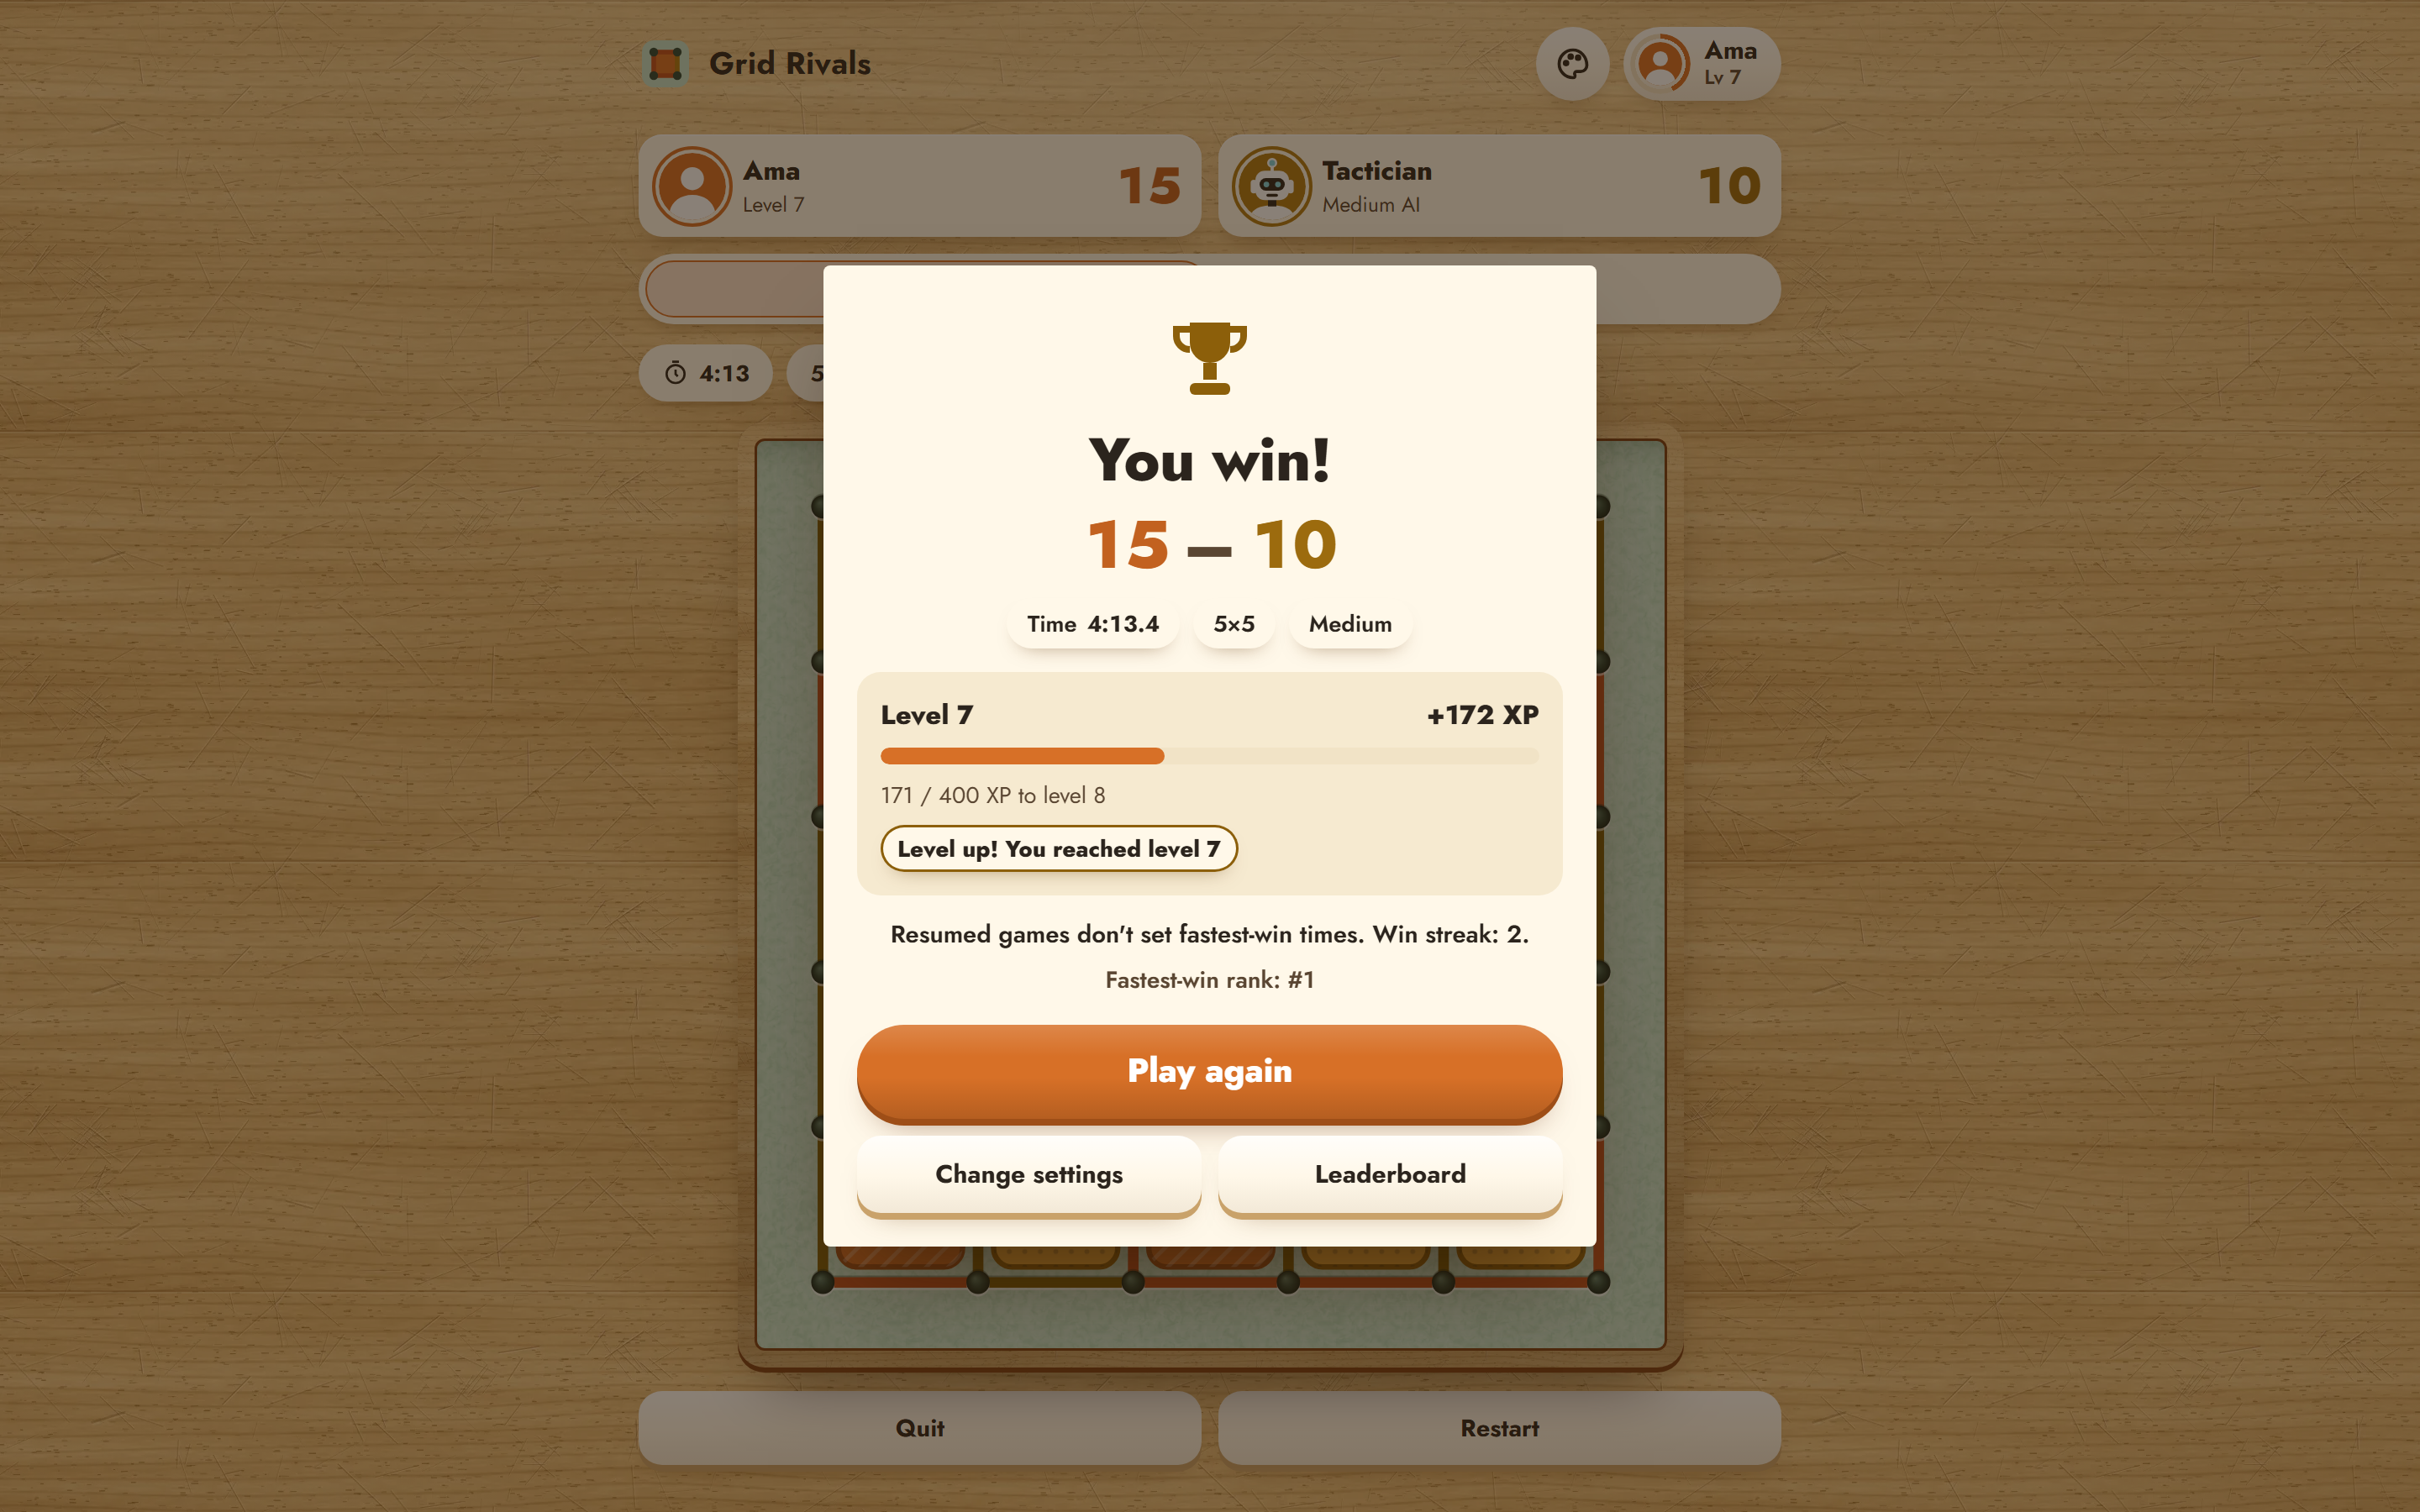 Grid Rivals
Ama
Lv 7
Ama
Level 7
15
Tactician
Medium AI
10
4:13
You win!
15 — 10
Time 4:13.4
5×5
Medium
Level 7
+172 XP
171 / 400 XP to level 8
Level up! You reached level 7
Resumed games don't set fastest-win times. Win streak: 2.
Fastest-win rank: #1
Play again
Change settings
Leaderboard
Quit
Restart